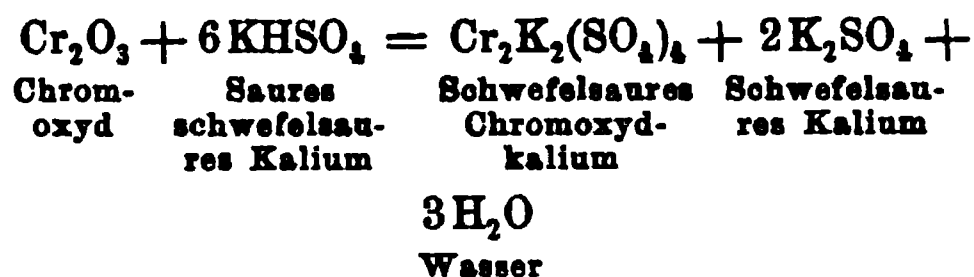 Cr₂O₃ + 6 KHSO₄ = Cr₂K₂(SO₄)₄ + 2 K₂SO₄ +
Chrom- Saures Schwefelsaures Schwefelsau-
oxyd schwefelsau- Chromoxyd- res Kalium
res Kalium kalium
3 H₂O
Wasser